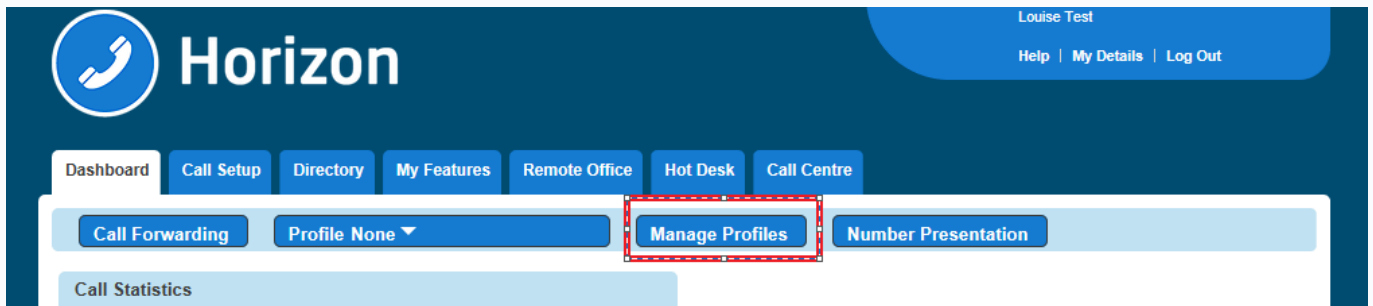 Louise Test
Horizon
Help | My Details | Log Out
Dashboard Call Setup Directory My Features Remote Office Hot Desk Call Centre
Call Forwarding Profile None Manage Profiles Number Presentation
Call Statistics